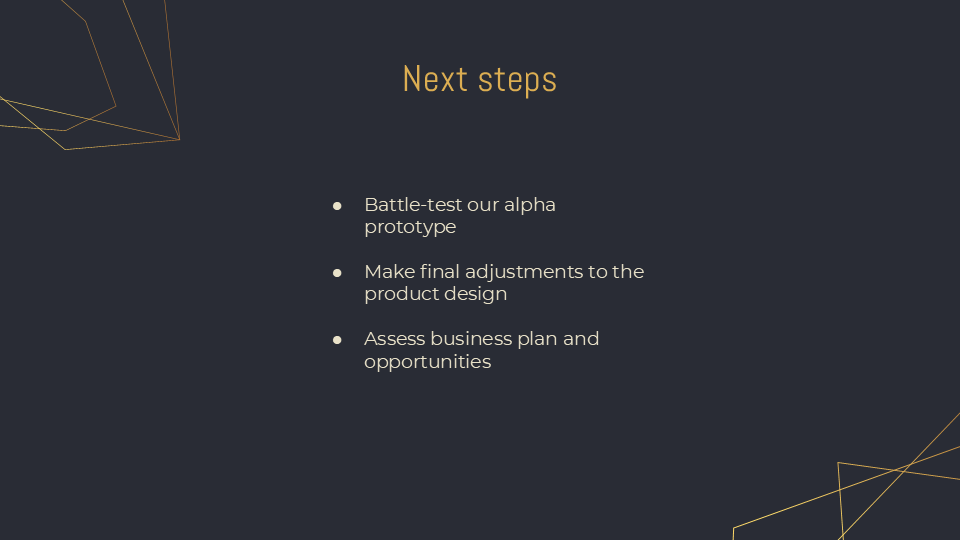 Next steps
● Battle-test our alpha
prototype
● Make final adjustments to the
product design
● Assess business plan and
opportunities